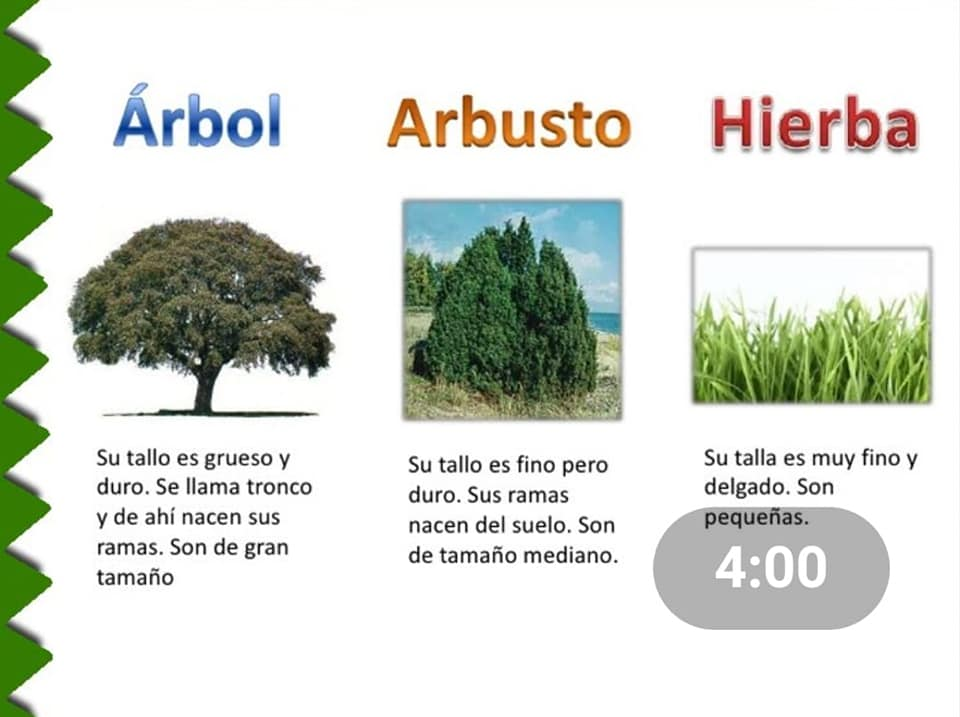 Árbol
Arbusto
Hierba
Su tallo es grueso y
duro. Se llama tronco
y de ahí nacen sus
ramas. Son de gran
tamaño
Su tallo es fino pero
duro. Sus ramas
nacen del suelo. Son
de tamaño mediano.
Su talla es muy fino y
delgado. Son
pequeñas.
4:00